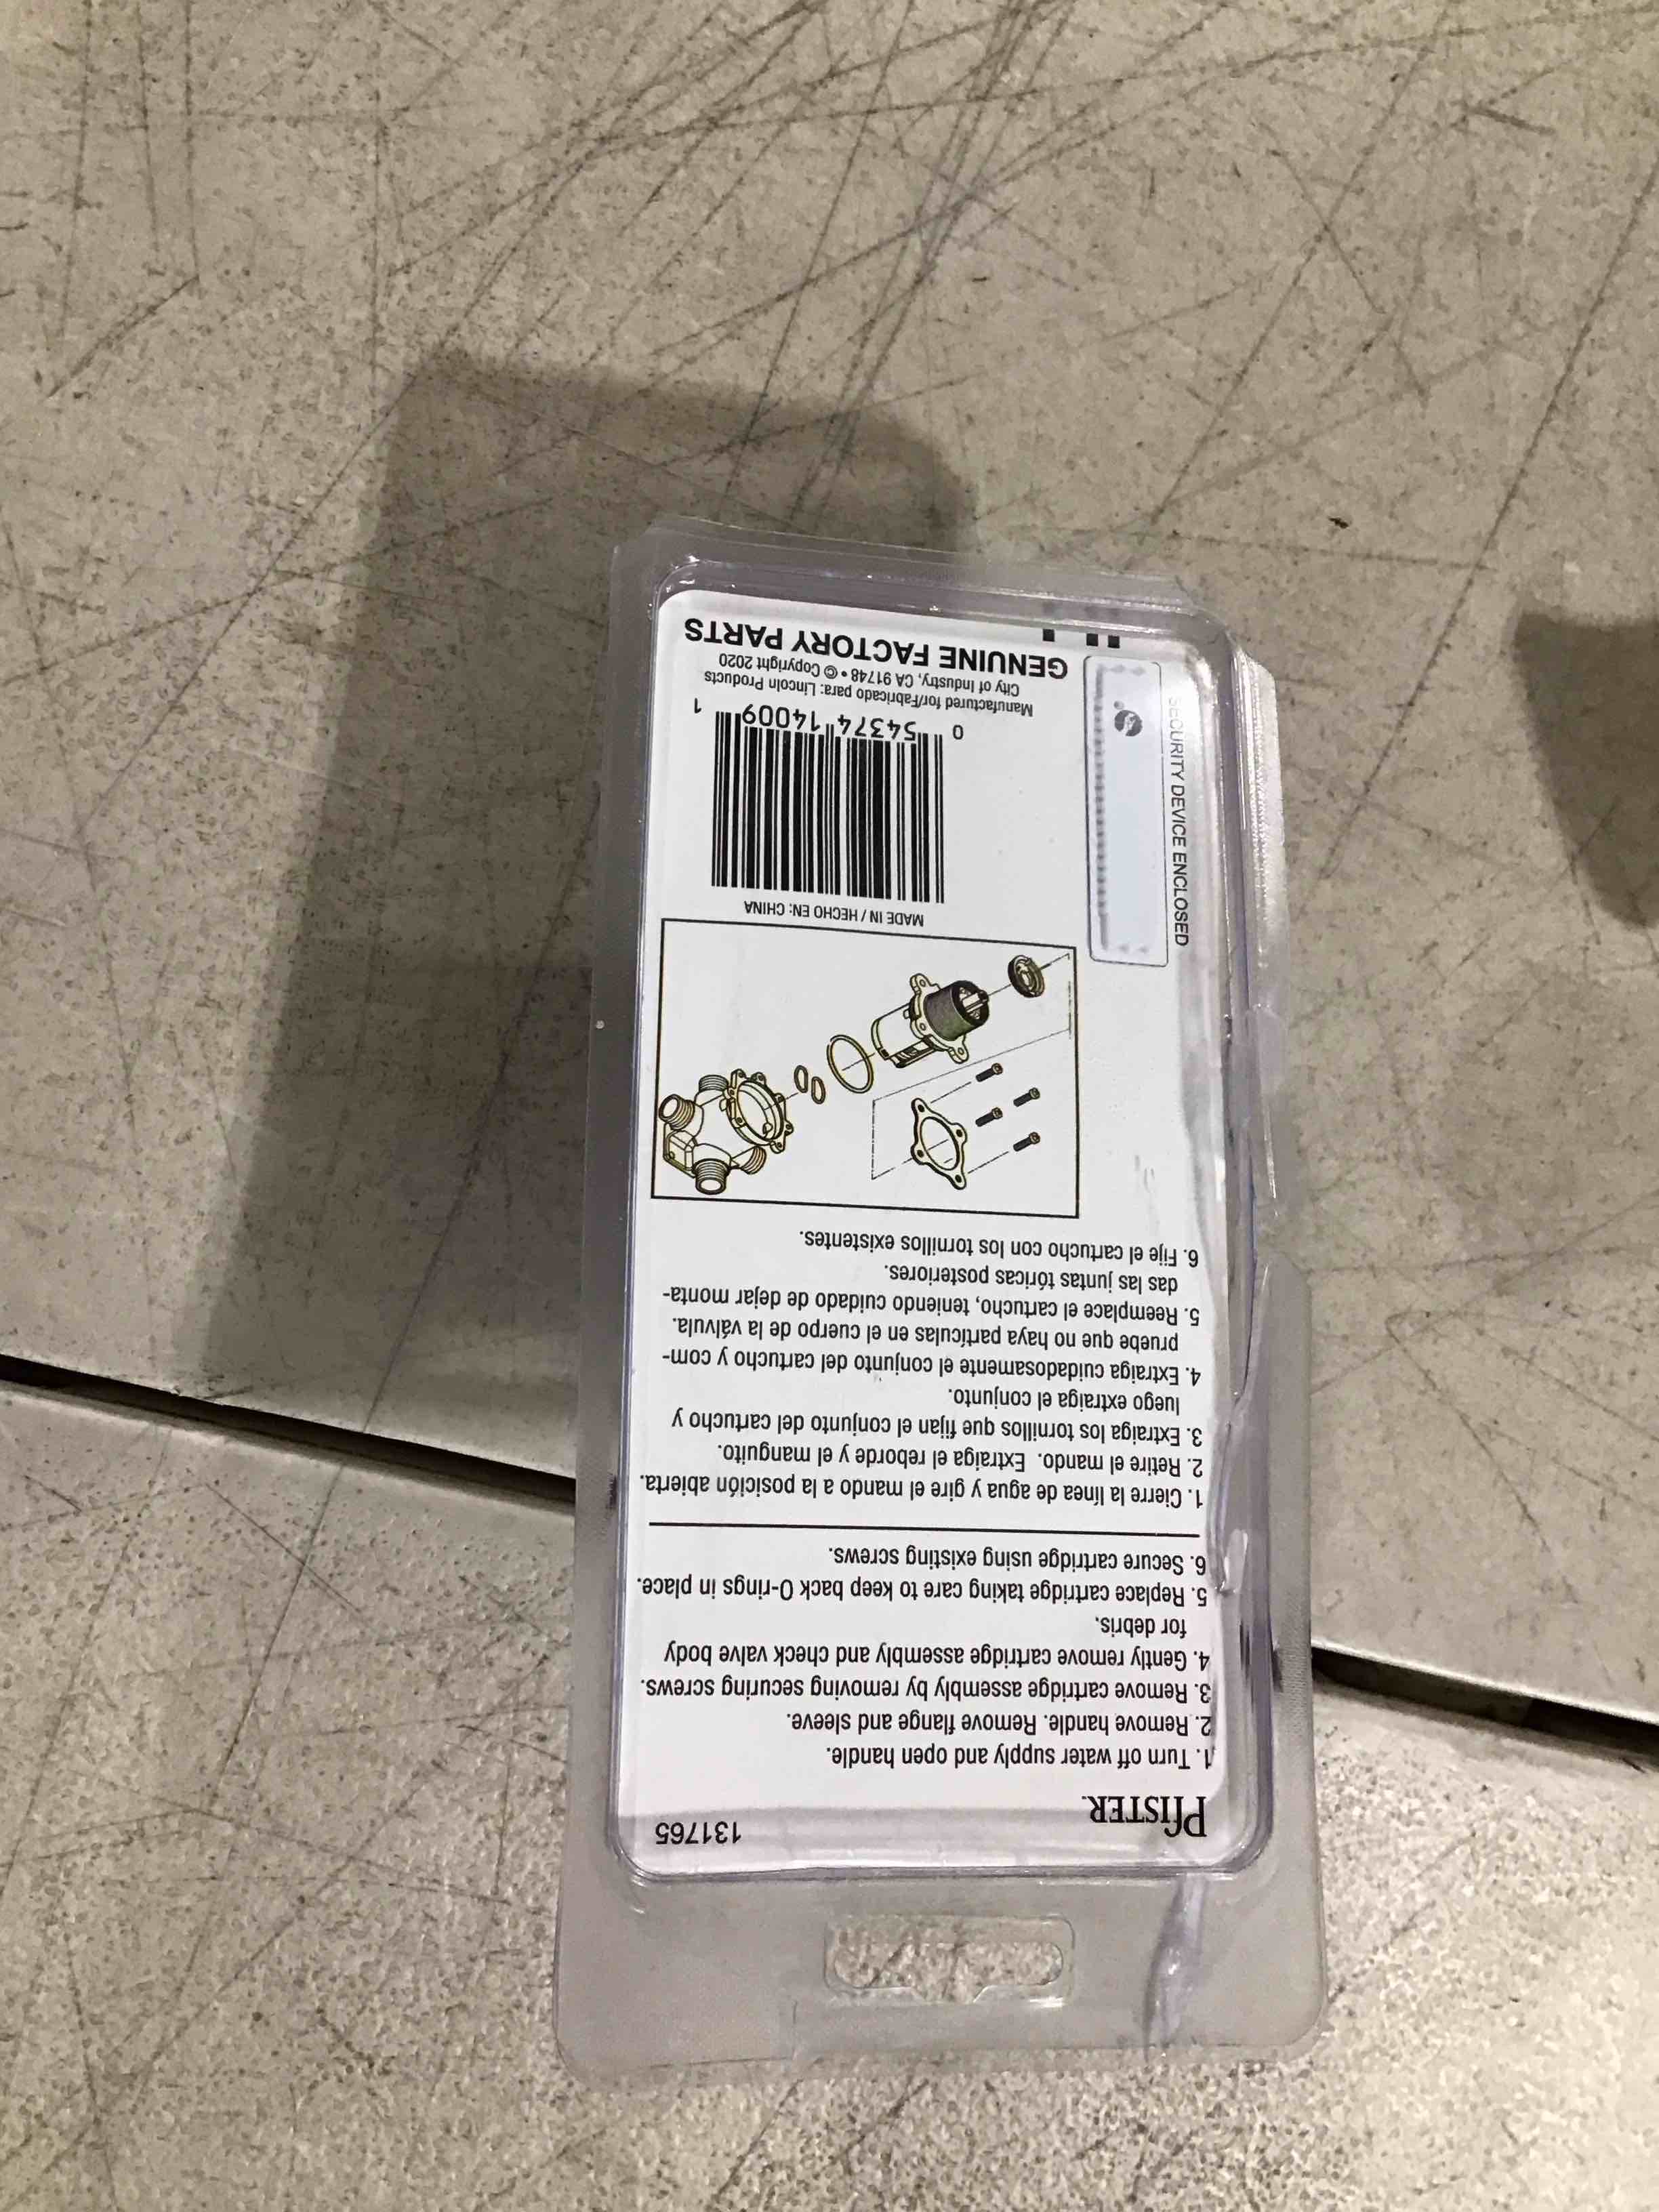 Pfister.
131765
1. Turn off water supply and open handle.
2. Remove handle. Remove flange and sleeve.
3. Remove cartridge assembly by removing securing screws.
4. Gently remove cartridge assembly and check valve body
for debris.
5. Replace cartridge taking care to keep back O-rings in place.
6. Secure cartridge using existing screws.
1. Cierre la línea de agua y gire el mando a la posición abierta.
2. Retire el mando. Extraiga el reborde y el manguito.
3. Extraiga los tornillos que fijan el conjunto del cartucho y
luego extraiga el conjunto.
4. Extraiga cuidadosamente el conjunto del cartucho y com-
pruebe que no haya partículas en el cuerpo de la válvula.
5. Reemplace el cartucho, teniendo cuidado de dejar monta-
das las juntas tóricas posteriores.
6. Fije el cartucho con los tornillos existentes.
MADE IN / HECHO EN: CHINA
0 54374 14009 1
Manufactured for/Fabricado para: Lincoln Products
City of Industry, CA 91748 • © Copyright 2020
GENUINE FACTORY PARTS
SECURITY DEVICE ENCLOSED